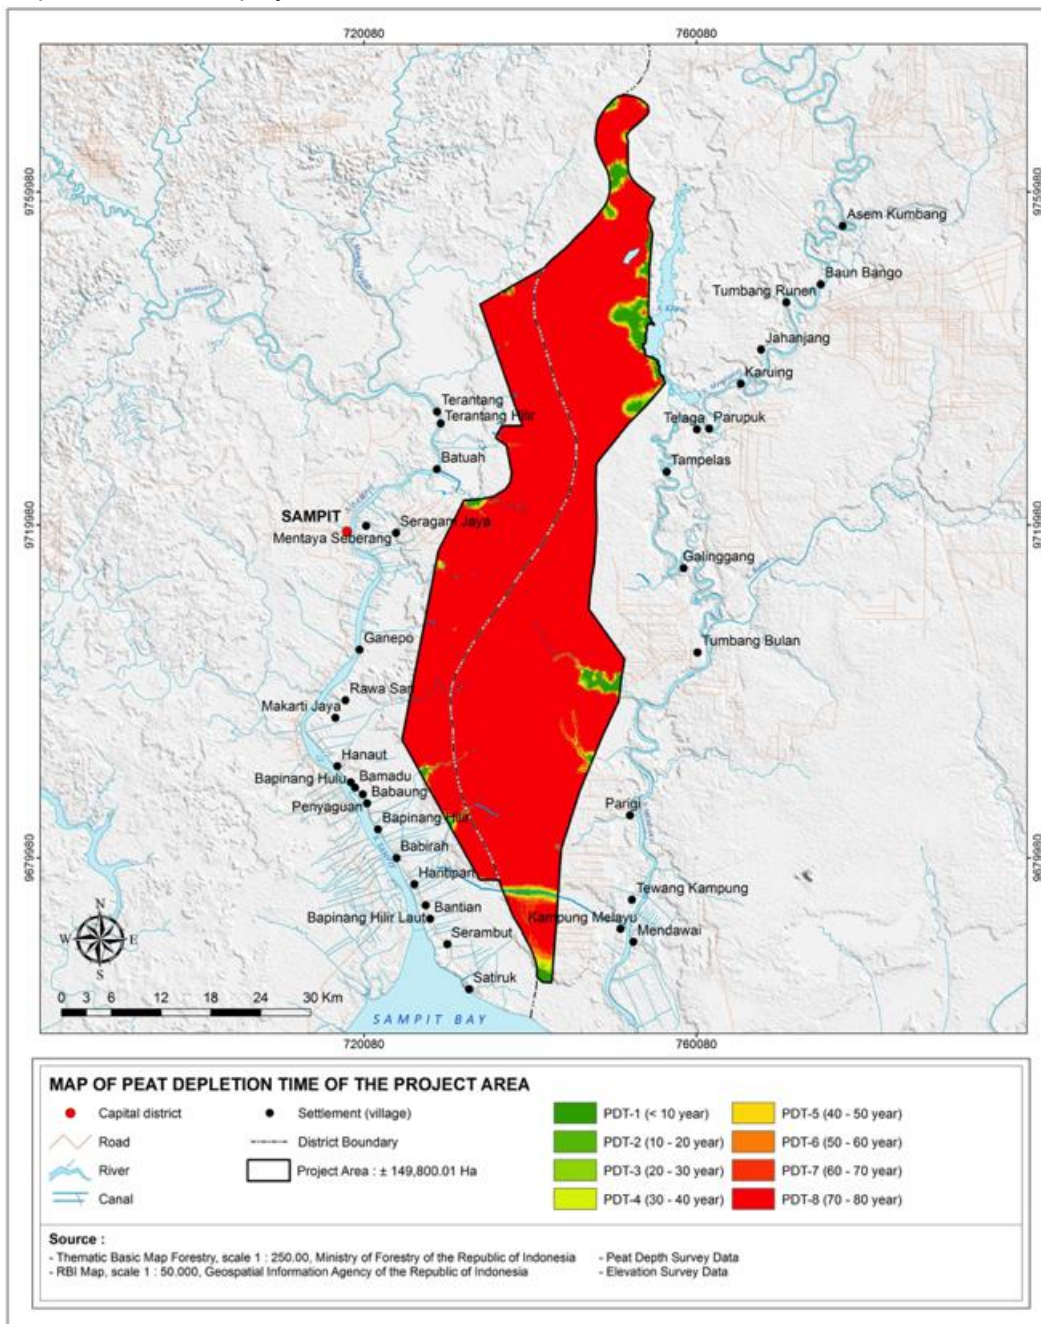 720080
760080
9759980
9759980
Asem Kumbang
Baun Bango
Tumbang Runen
Jahanjang
Karuing
Terantang
Terantang Hilir
Telaga
Parupuk
Batuah
Tampelas
SAMPIT
Seragam Jaya
Mentaya Seberang
9719980
9719980
Galinggang
Ganepo
Tumbang Bulan
Rawa Sari
Makarti Jaya
Hanaut
Bapinang Hulu
Bamadu
Babaung
Penyaguan
Parigi
Bapinang Hilir
Babirah
9679980
9679980
Hantipan
Tewang Kampung
Bantian
Kampung Melayu
Bapinang Hilir Laut
Mendawai
Serambut
Satiruk
N
W E
S
0 3 6 12 18 24 30 Km
SAMPIT BAY
720080
760080
MAP OF PEAT DEPLETION TIME OF THE PROJECT AREA
Capital district
Settlement (village)
PDT-1 (< 10 year)
PDT-5 (40 - 50 year)
Road
District Boundary
PDT-2 (10 - 20 year)
PDT-6 (50 - 60 year)
River
Project Area : ± 149,800.01 Ha
PDT-3 (20 - 30 year)
PDT-7 (60 - 70 year)
Canal
PDT-4 (30 - 40 year)
PDT-8 (70 - 80 year)
Source :
- Thematic Basic Map Forestry, scale 1 : 250.00, Ministry of Forestry of the Republic of Indonesia
- Peat Depth Survey Data
- RBI Map, scale 1 : 50.000, Geospatial Information Agency of the Republic of Indonesia
- Elevation Survey Data